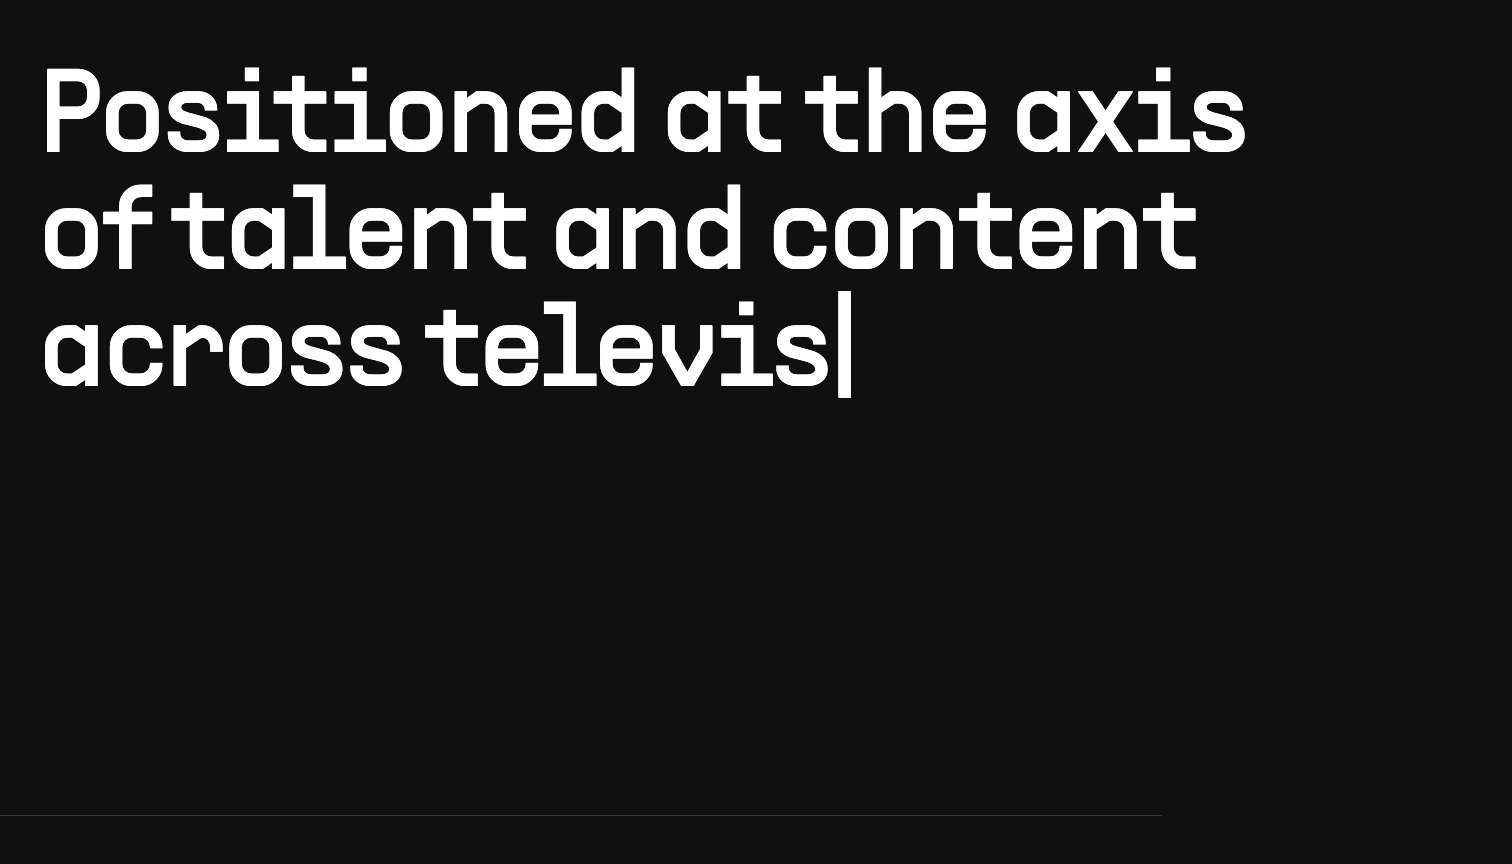 Positioned at the axis
of talent and content
across televis